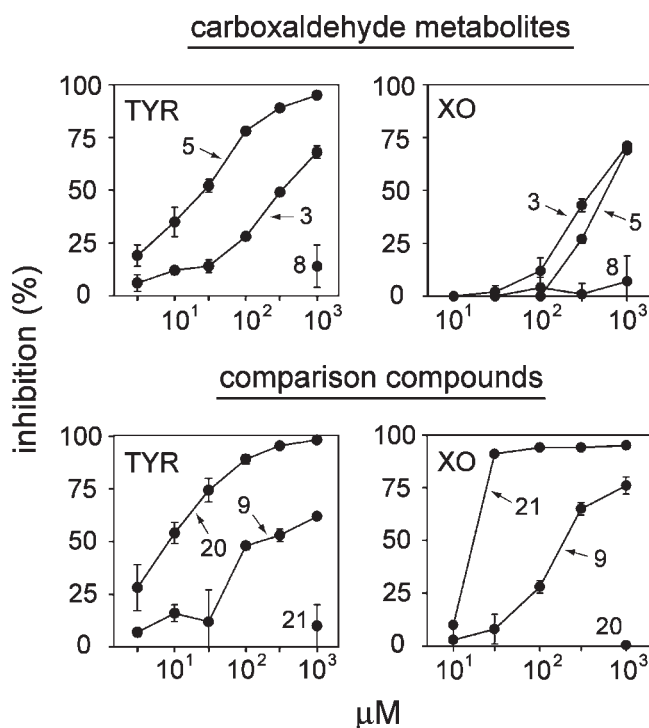 carboxaldehyde metabolites
TYR
XO
100
75
50
25
0
5
3
8
10¹ 10² 10³
100
75
50
25
0
3
5
8
10¹ 10² 10³
inhibition (%)
comparison compounds
TYR
XO
100
75
50
25
0
20
9
21
10¹ 10² 10³
100
75
50
25
0
21
9
20
10¹ 10² 10³
μM